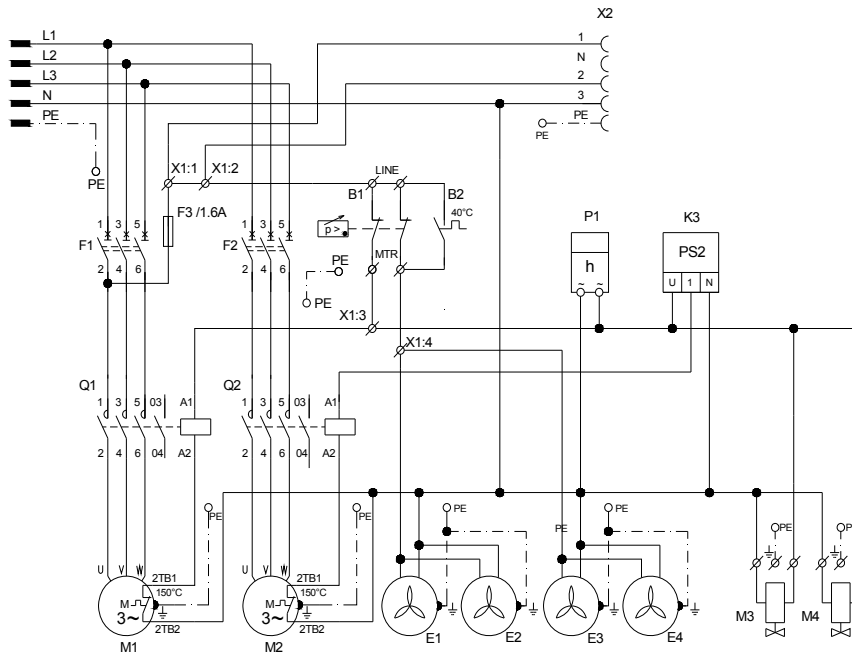 X2
L1
1
L2
N
L3
2
N
3
PE
PE
PE
PE
X1:1 X1:2
LINE
B1 B2
P1 K3
40°C
F3 /1.6A
1 3 5
1 3 5
p >
PS2
F1
F2
h
MTR
PE
~ ~
U 1 N
2 4 6
2 4 6
PE
X1:3
X1:4
Q1
Q2
1 3 5 03 A1
1 3 5 03 A1
2 4 6 04 A2
2 4 6 04 A2
PE
PE
PE
PE
PE
PE
PE
U V W
U V W
2TB1
150°C
2TB1
150°C
M
3~
M
3~
2TB2
2TB2
M1
M2
E1
E2
E3
E4
M3
M4